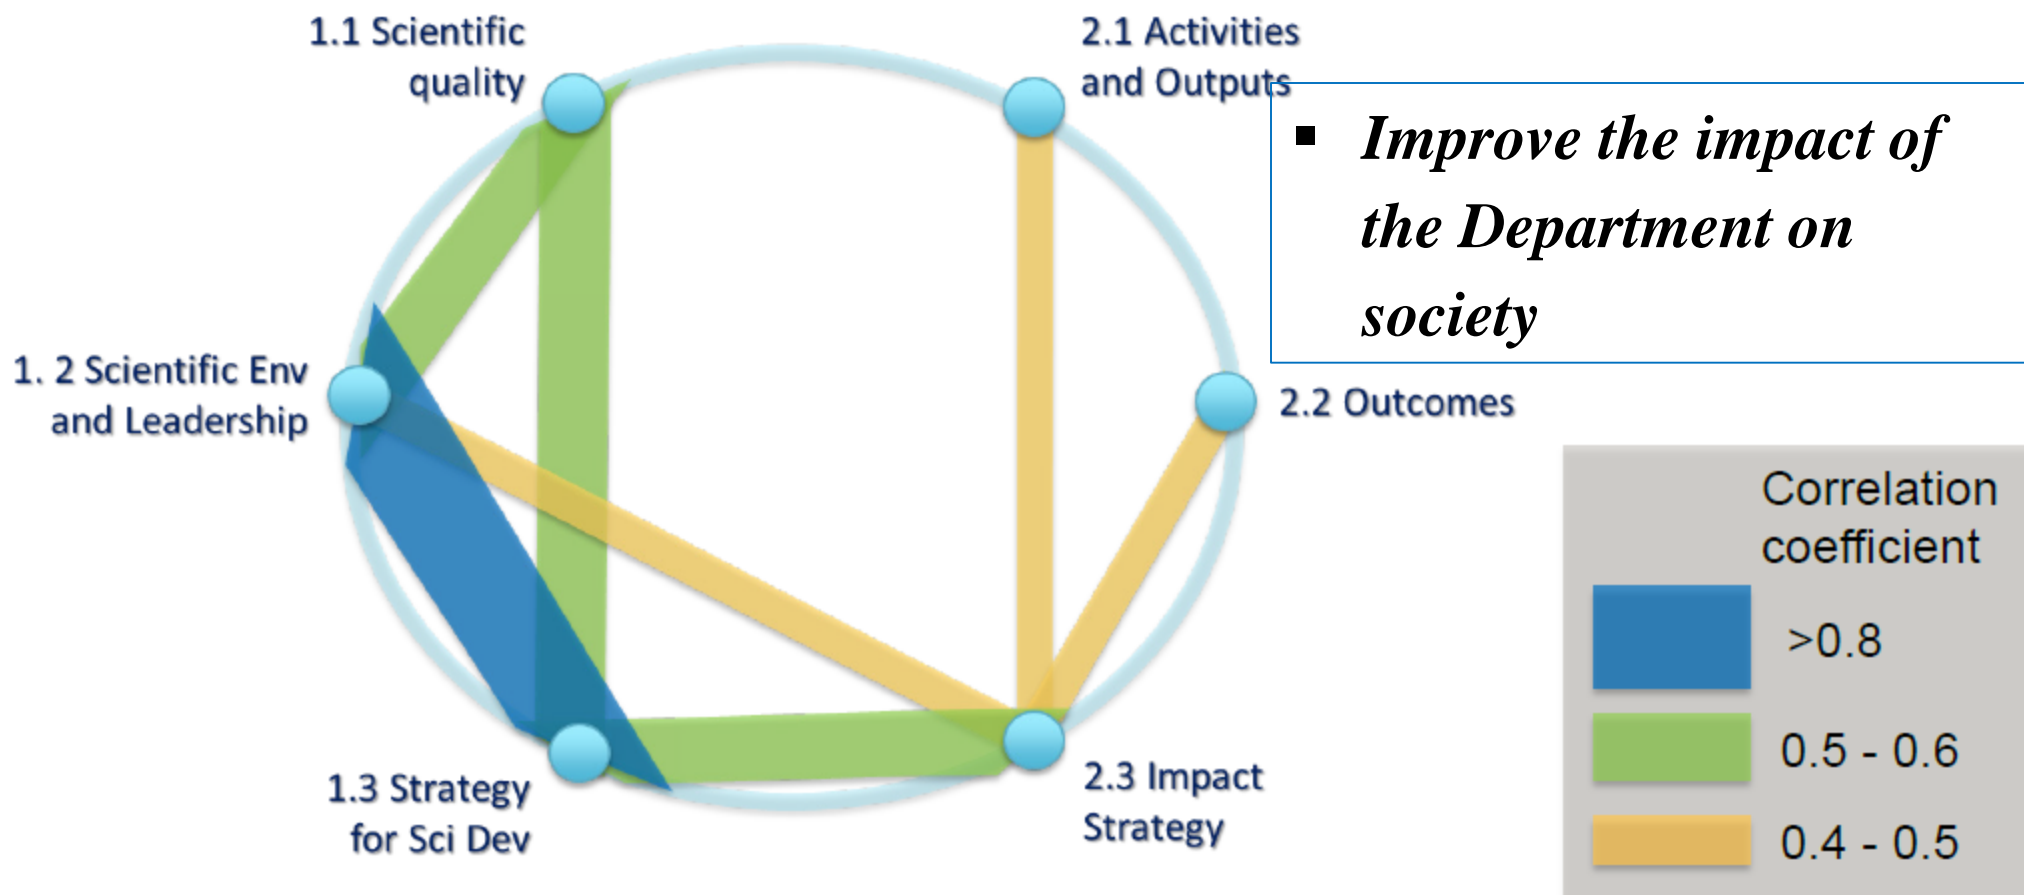 1.1 Scientific
quality
2.1 Activities
and Outputs
▪ Improve the impact of
the Department on
society
1. 2 Scientific Env
and Leadership
2.2 Outcomes
1.3 Strategy
for Sci Dev
2.3 Impact
Strategy
Correlation
coefficient
>0.8
0.5 - 0.6
0.4 - 0.5